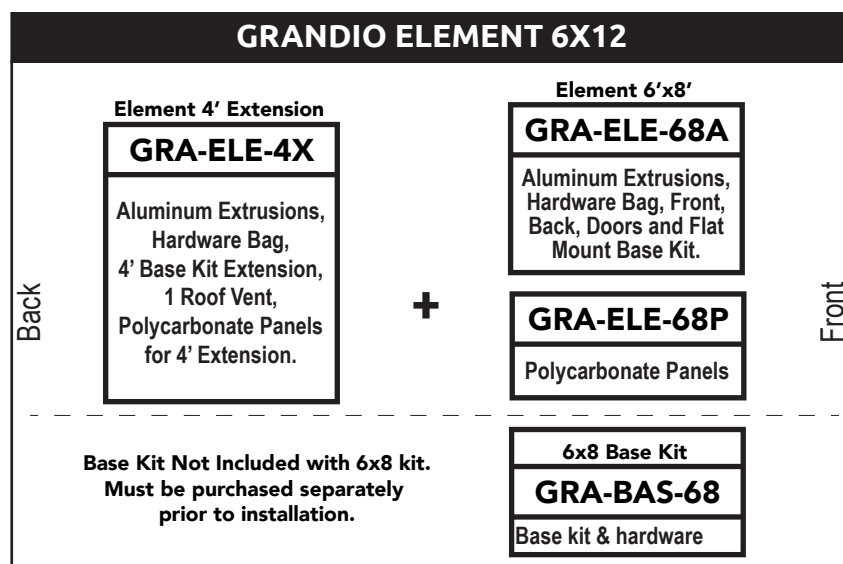 GRANDIO ELEMENT 6X12
Back
Element 4’ Extension
GRA-ELE-4X
Aluminum Extrusions,
Hardware Bag,
4’ Base Kit Extension,
1 Roof Vent,
Polycarbonate Panels
for 4’ Extension.
+
Element 6’x8’
GRA-ELE-68A
Aluminum Extrusions,
Hardware Bag, Front,
Back, Doors and Flat
Mount Base Kit.
GRA-ELE-68P
Polycarbonate Panels
Front
Base Kit Not Included with 6x8 kit.
Must be purchased separately
prior to installation.
6x8 Base Kit
GRA-BAS-68
Base kit & hardware